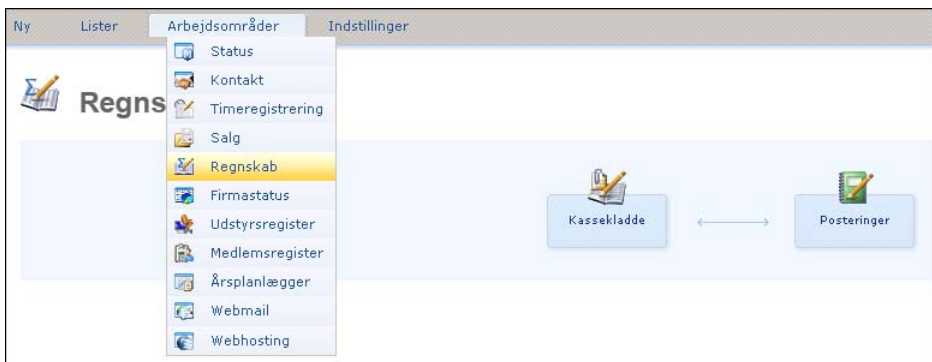 Ny Lister Arbejdsområder Indstillinger
Status
Kontakt
Regns
Timeregistrering
Salg
Regnskab
Firmastatus
Kassekladde
Posteringer
Udstyrsregister
Medlemsregister
Årsplanlægger
Webmail
Webhosting